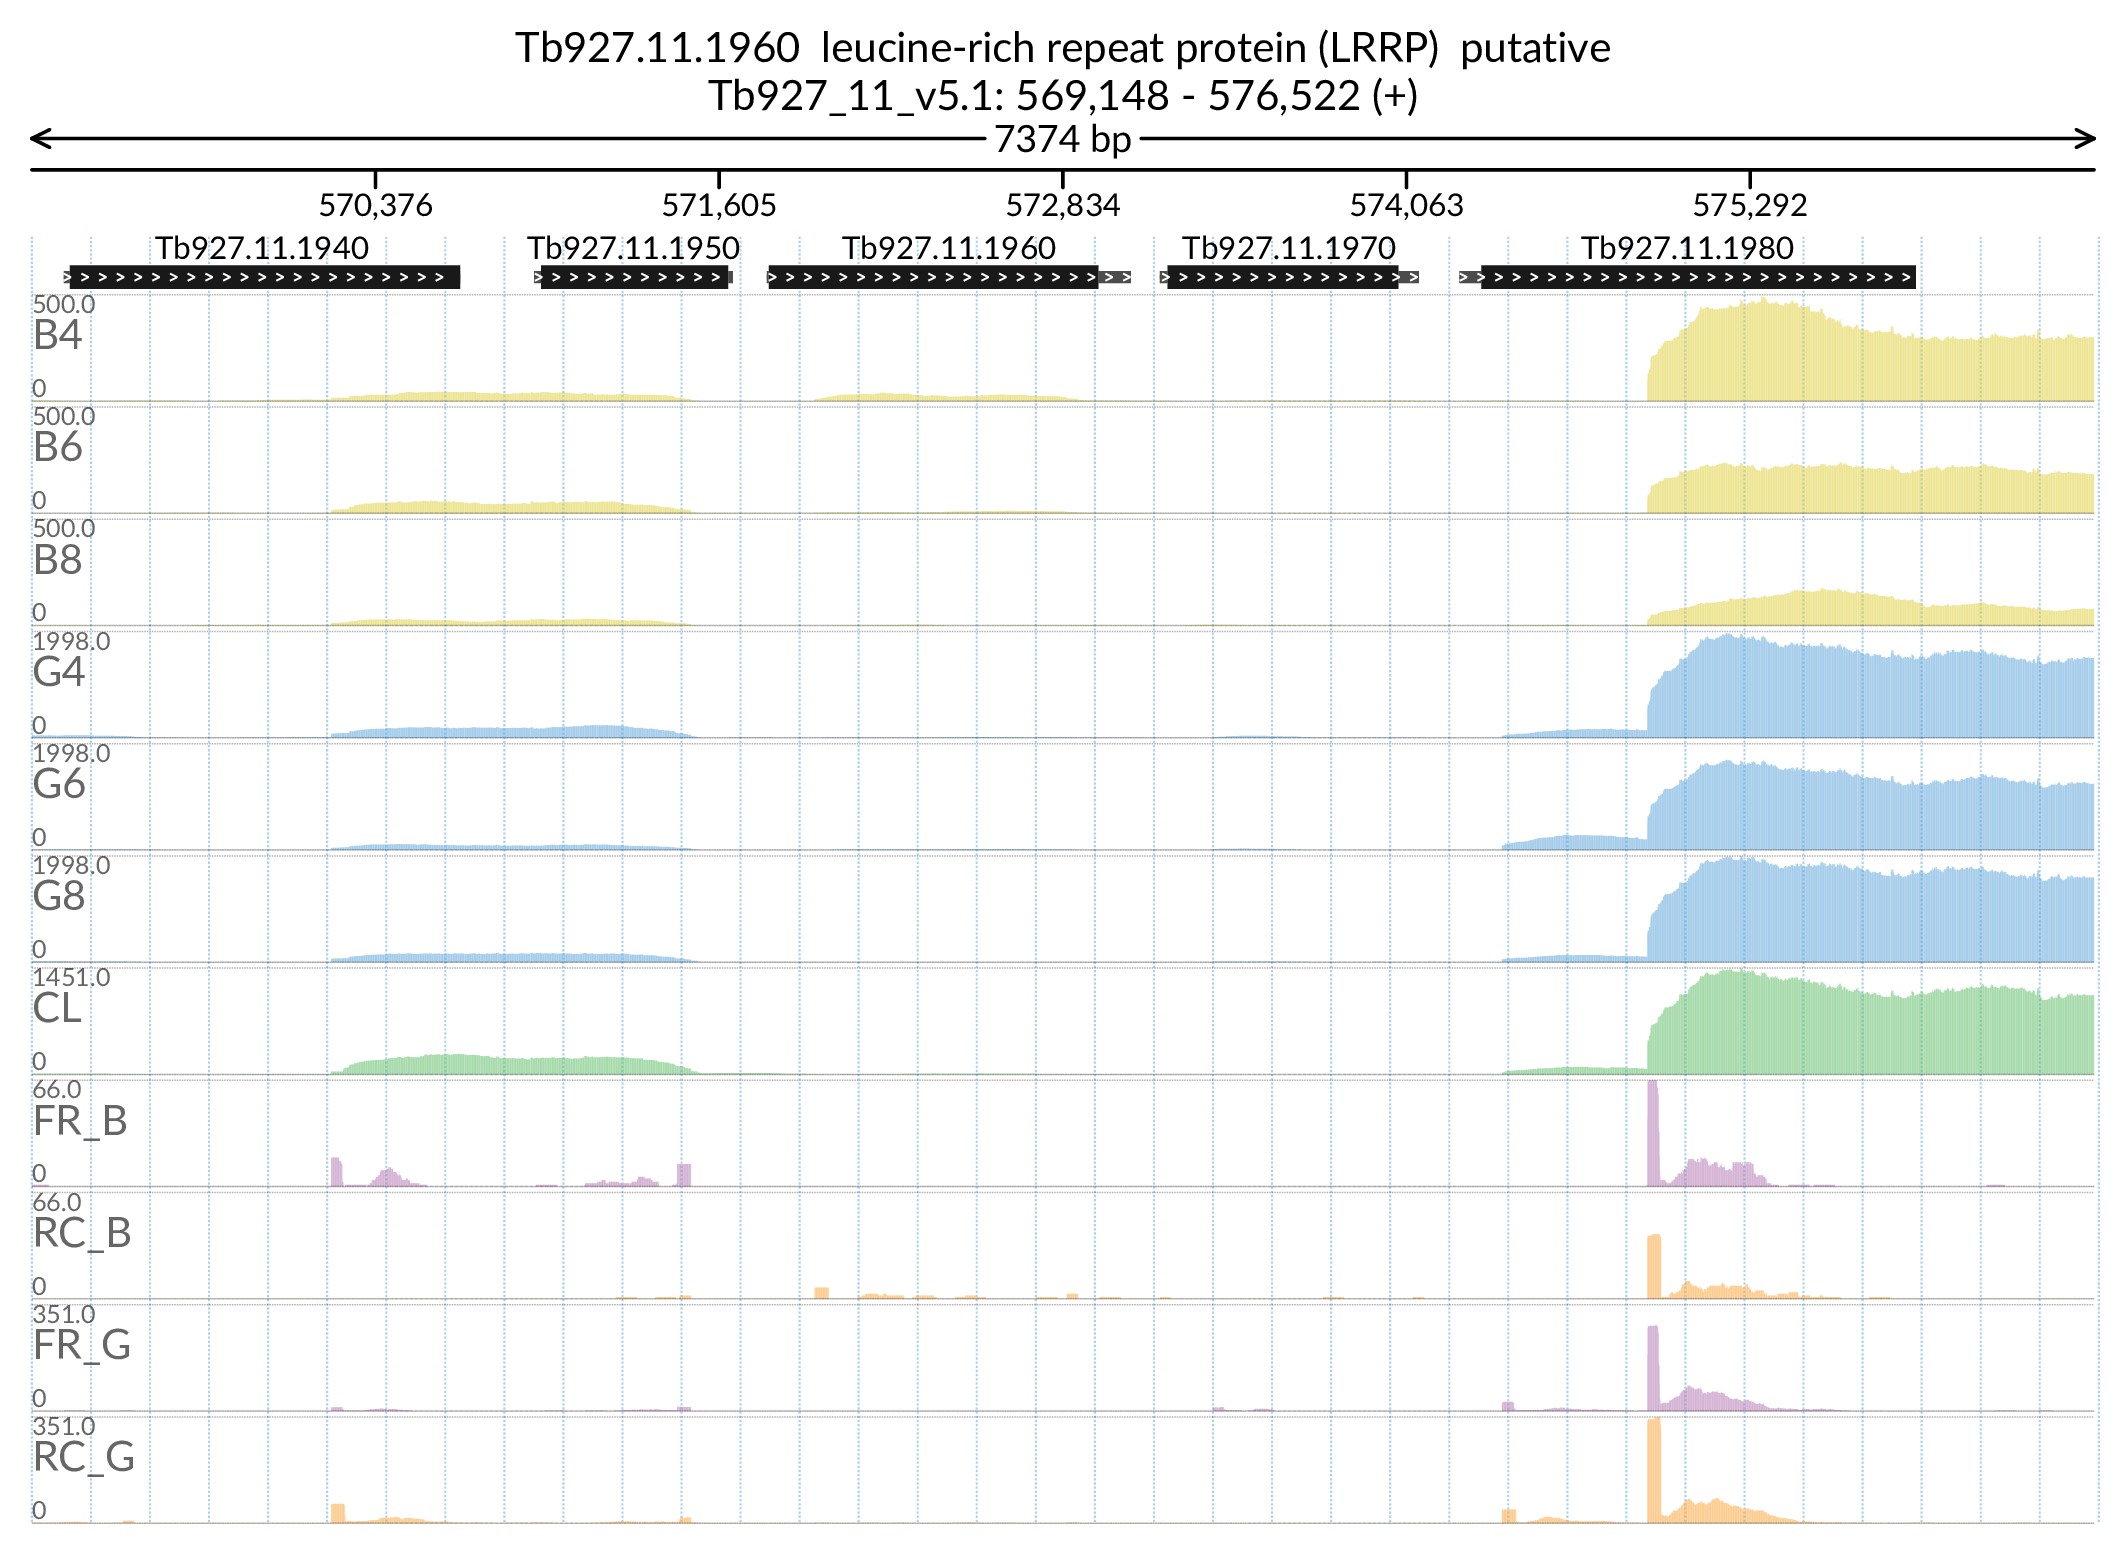 Tb927.11.1960  leucine-rich repeat protein (LRRP)  putative
Tb927_11_v5.1: 569,148 - 576,522 (+)
7374 bp
570,376 571,605 572,834 574,063 575,292
Tb927.11.1940 Tb927.11.1950 Tb927.11.1960 Tb927.11.1970 Tb927.11.1980
500.0
B4
0
500.0
B6
0
500.0
B8
0
1998.0
G4
0
1998.0
G6
0
1998.0
G8
0
1451.0
CL
0
66.0
FR_B
0
66.0
RC_B
0
351.0
FR_G
0
351.0
RC_G
0